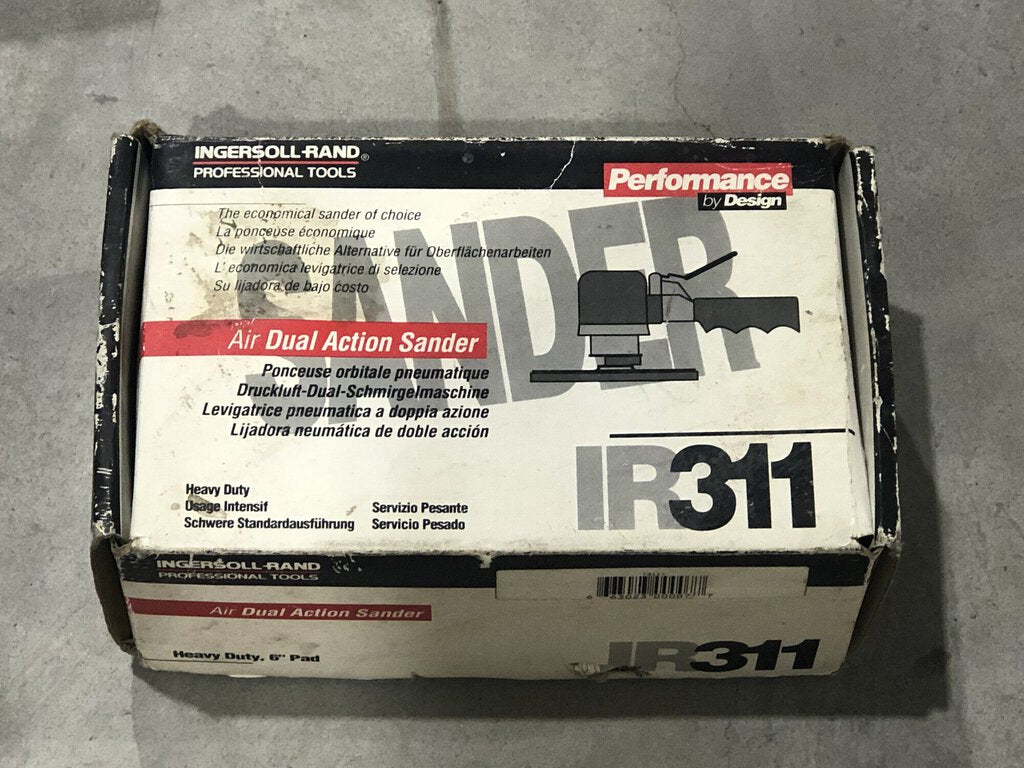 INGERSOLL-RAND®
PROFESSIONAL TOOLS
Performance
by Design
SANDER
The economical sander of choice
La ponceuse économique
Die wirtschaftliche Alternative für Oberflächenarbeiten
L' economica levigatrice di selezione
Su lijadora de bajo costo
Air Dual Action Sander
Ponceuse orbitale pneumatique
Druckluft-Dual-Schmirgelmaschine
Levigatrice pneumatica a doppia azione
Lijadora neumática de doble acción
IR311
Heavy Duty
Usage Intensif
Servizio Pesante
Schwere Standardausführung
Servicio Pesado
INGERSOLL-RAND
PROFESSIONAL TOOLS
Air Dual Action Sander
Heavy Duty, 6" Pad
IR311